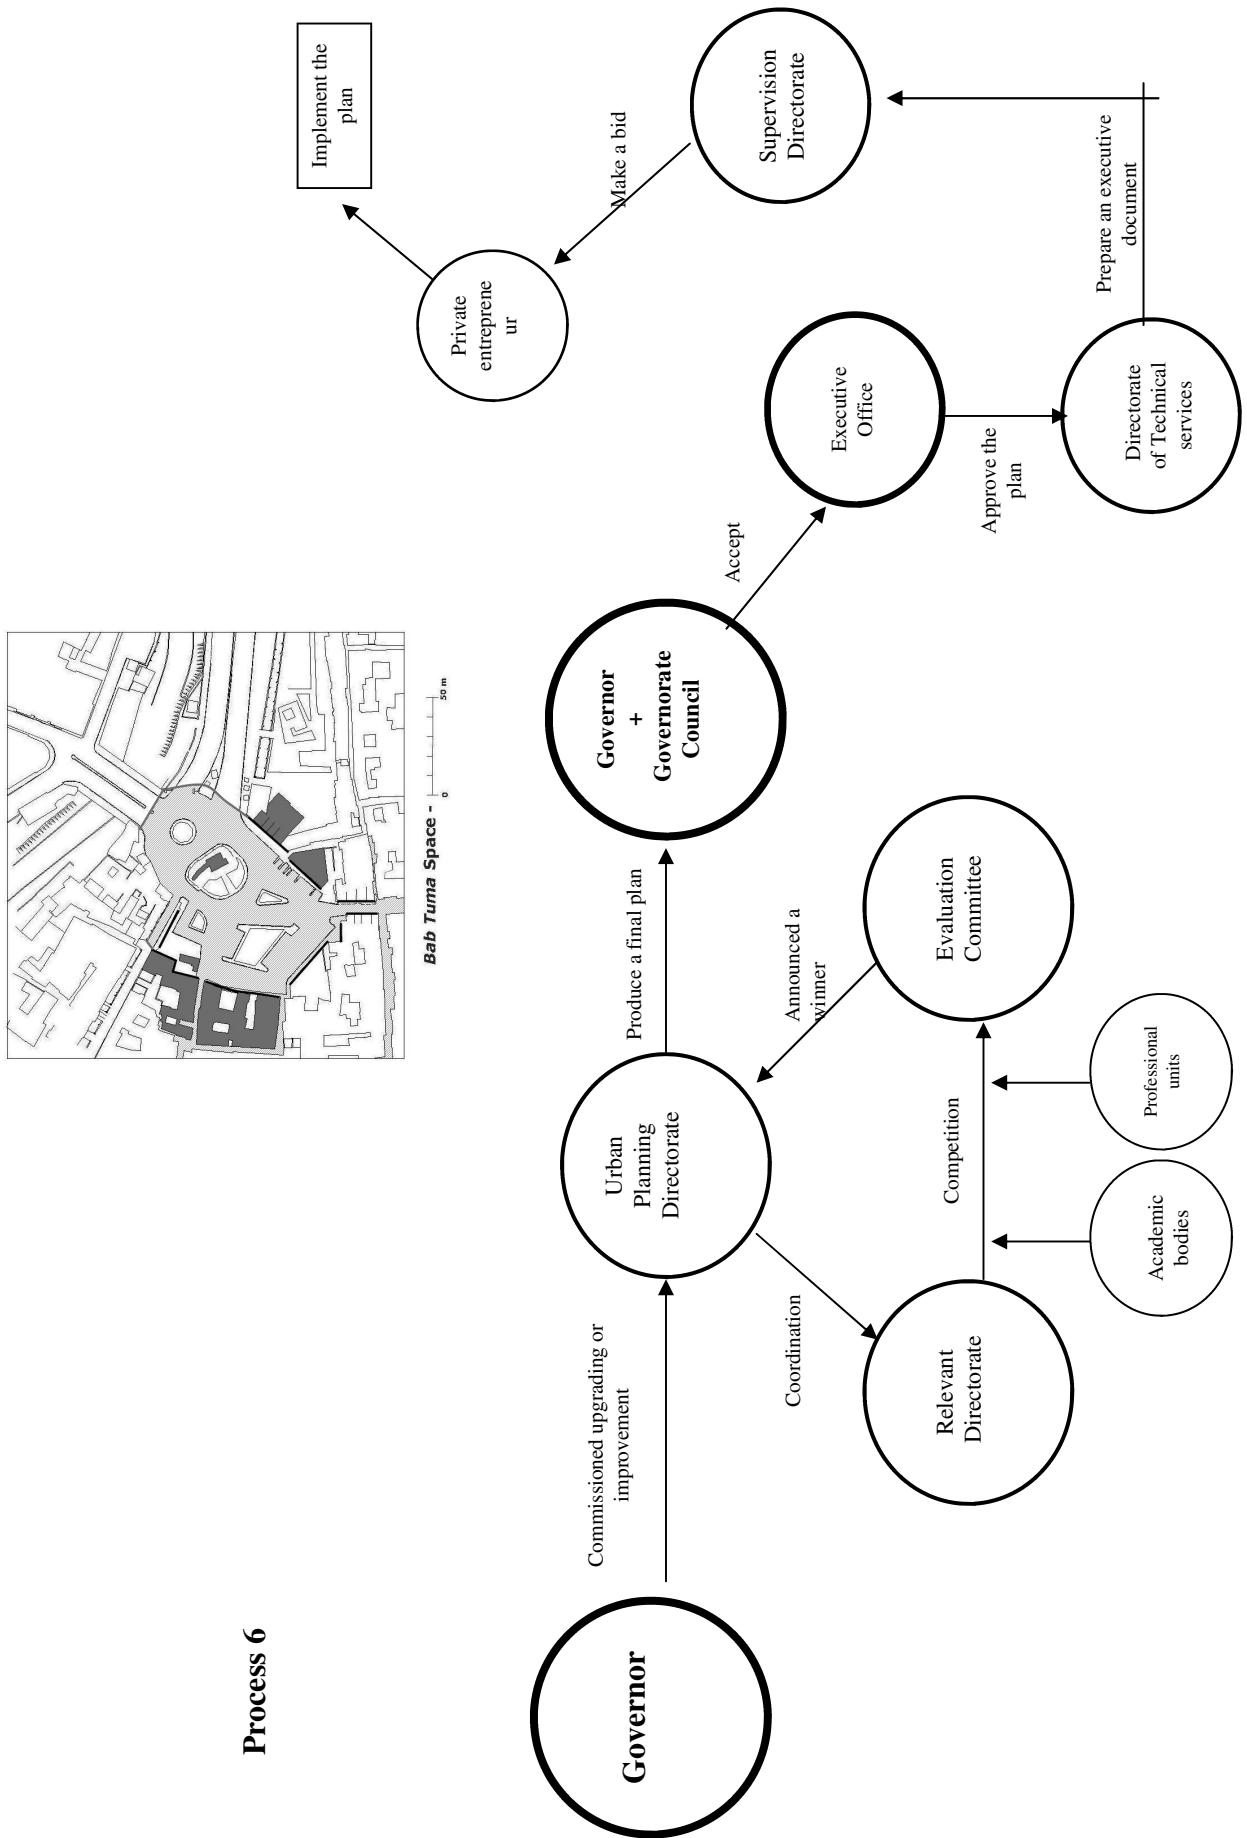 Process 6
Bab Tuma Space -
0
50 m
Governor
Commissioned upgrading or
improvement
Urban
Planning
Directorate
Coordination
Relevant
Directorate
Competition
Academic
bodies
Professional
units
Evaluation
Committee
Announced a
winner
Produce a final plan
Governor
+
Governorate
Council
Accept
Executive
Office
Approve the
plan
Directorate
of Technical
services
Prepare an executive
document
Supervision
Directorate
Make a bid
Private
entreprene
ur
Implement the
plan